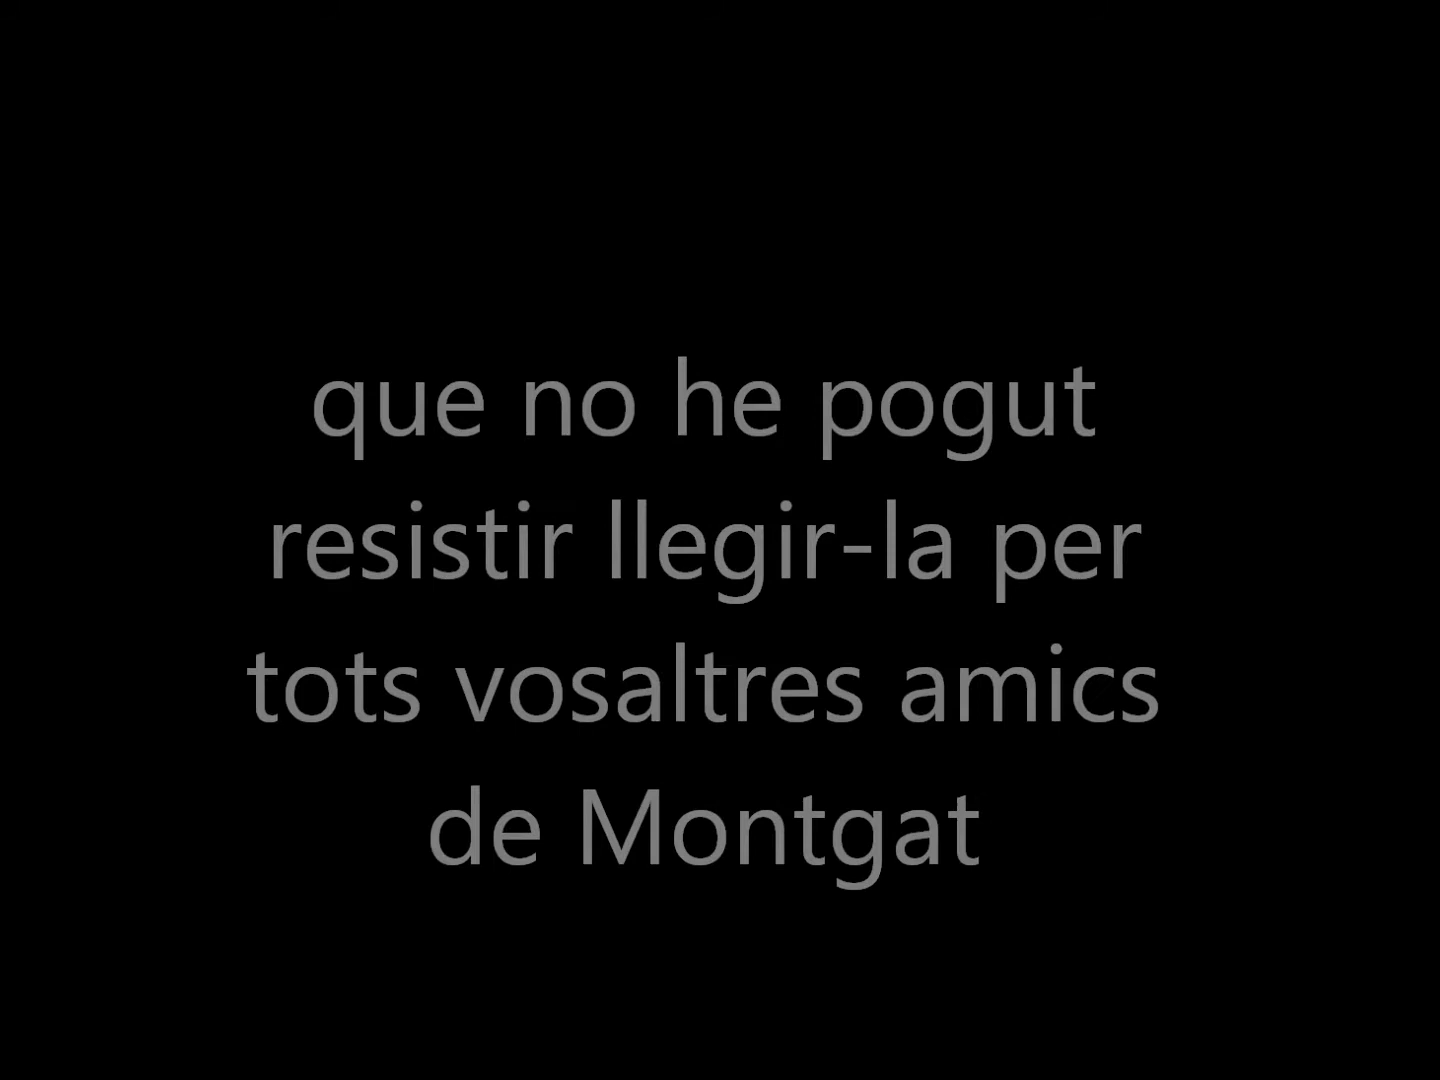 que no he pogut
resistir llegir-la per
tots vosaltres amics
de Montgat